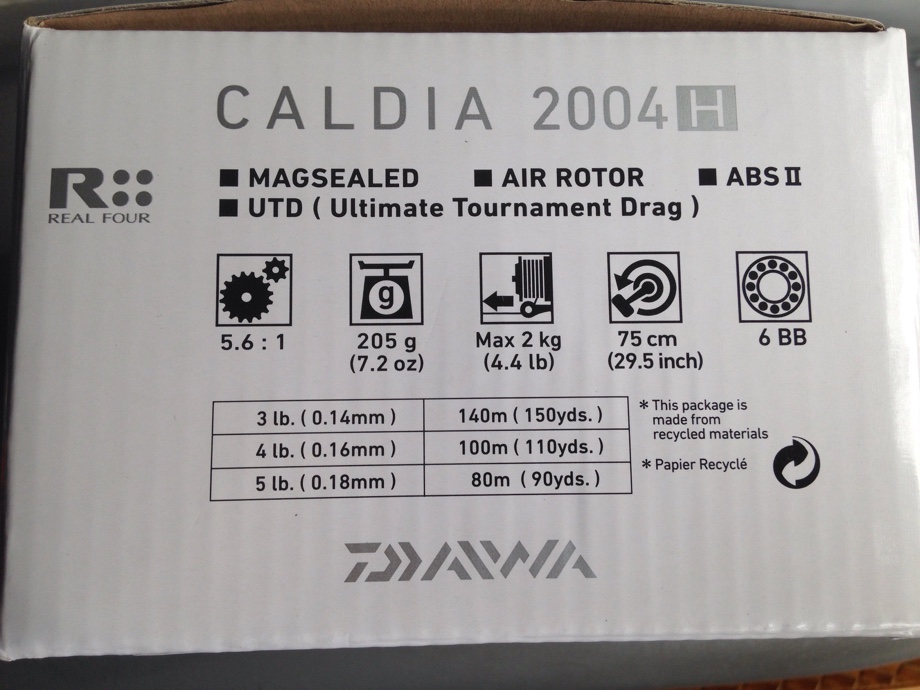 CALDIA 2004H
R
REAL FOUR
■ MAGSEALED ■ AIR ROTOR ■ ABSⅡ
■ UTD ( Ultimate Tournament Drag )
g
5.6 : 1
205 g
(7.2 oz)
Max 2 kg
(4.4 lb)
75 cm
(29.5 inch)
6 BB
3 lb. ( 0.14mm ) 140m ( 150yds. )
4 lb. ( 0.16mm ) 100m ( 110yds. )
5 lb. ( 0.18mm ) 80m ( 90yds. )
* This package is
made from
recycled materials
* Papier Recyclé
DAIWA